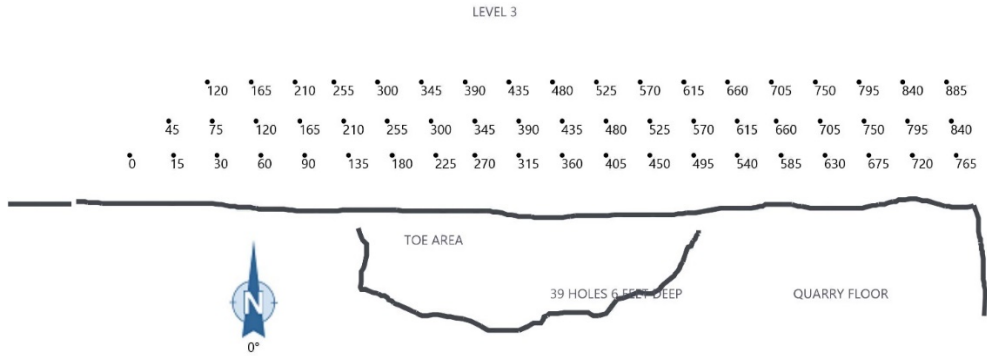 LEVEL 3
120 165 210 255 300 345 390 435 480 525 570 615 660 705 750 795 840 885
45 75 120 165 210 255 300 345 390 435 480 525 570 615 660 705 750 795 840
0 15 30 60 90 135 180 225 270 315 360 405 450 495 540 585 630 675 720 765
TOE AREA
39 HOLES 6 FEET DEEP QUARRY FLOOR
N
0°